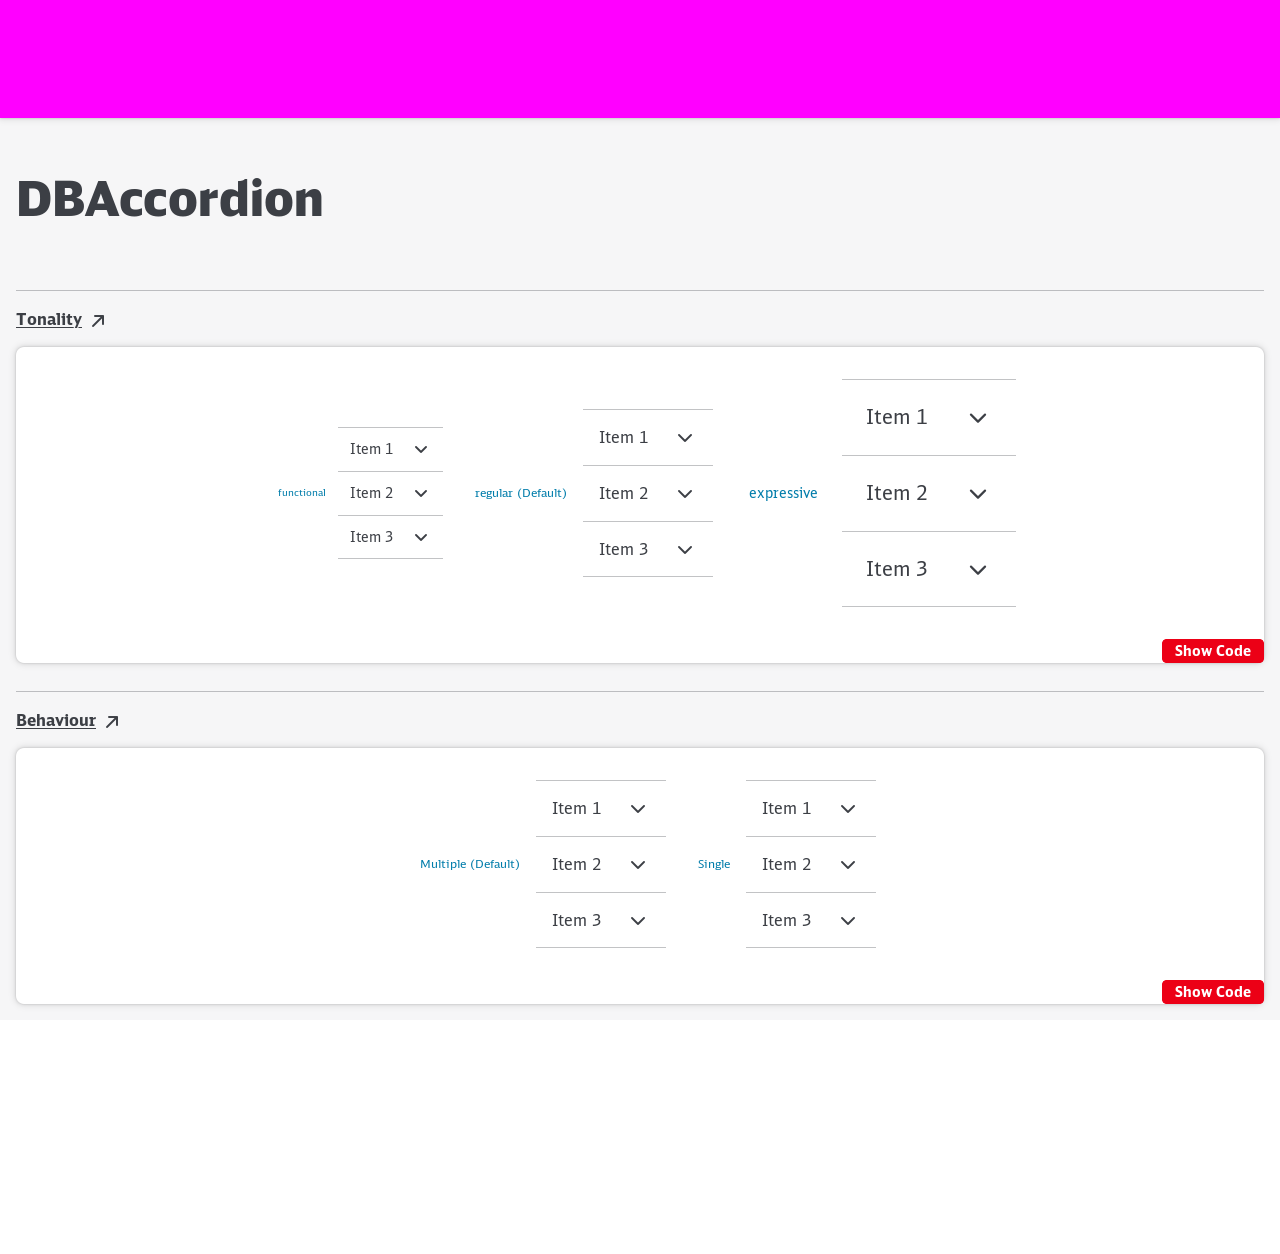 DBAccordion
Tonality
functional
Item 1
Item 2
Item 3
regular (Default)
Item 1
Item 2
Item 3
expressive
Item 1
Item 2
Item 3
Show Code
Behaviour
Multiple (Default)
Item 1
Item 2
Item 3
Single
Item 1
Item 2
Item 3
Show Code